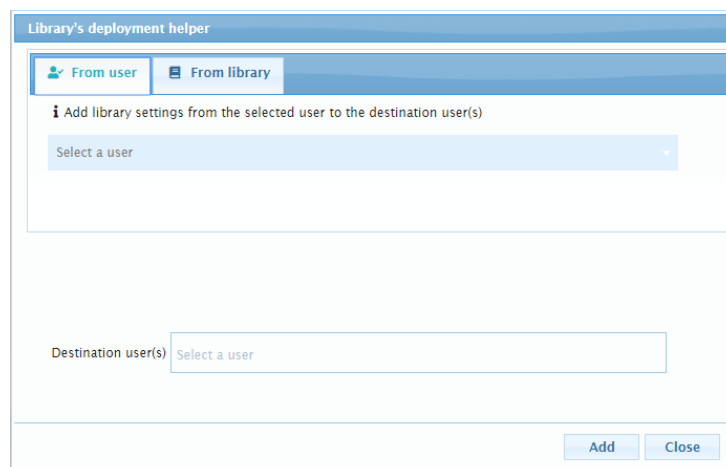 Library's deployment helper
From user
From library
Add library settings from the selected user to the destination user(s)
Select a user
Destination user(s) Select a user
Add Close